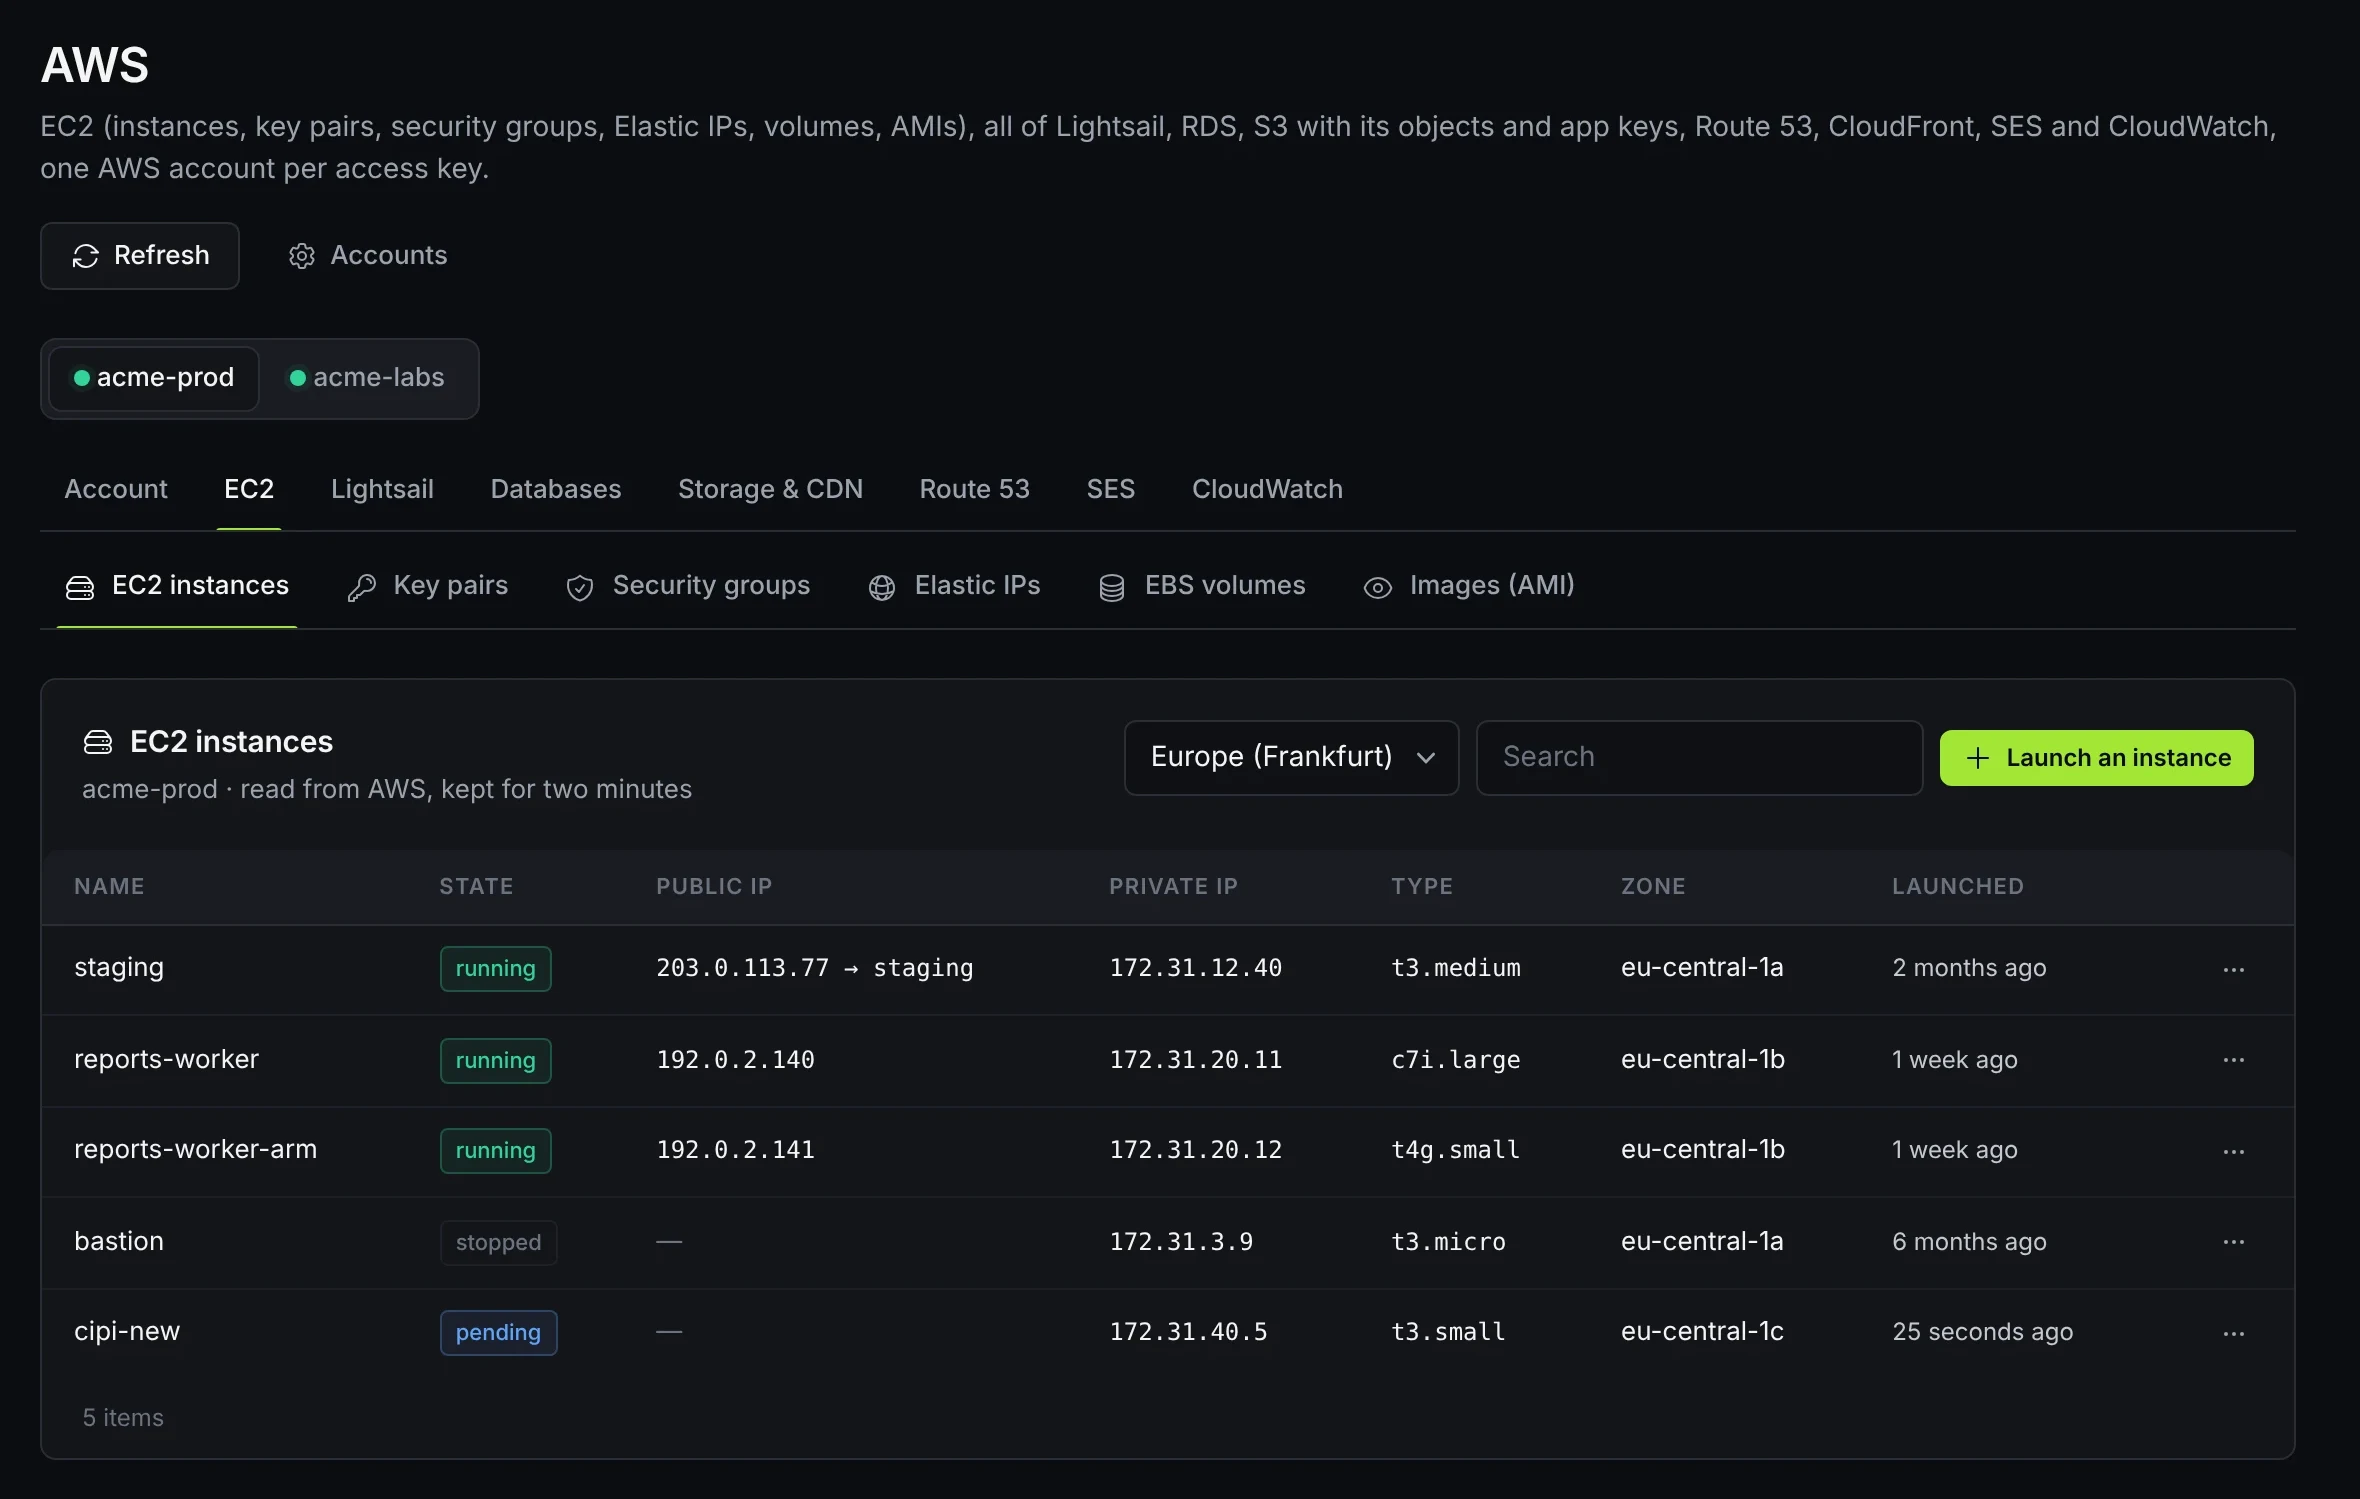 AWS
EC2 (instances, key pairs, security groups, Elastic IPs, volumes, AMIs), all of Lightsail, RDS, S3 with its objects and app keys, Route 53, CloudFront, SES and CloudWatch,
one AWS account per access key.
Refresh Accounts
acme-prod acme-labs
Account EC2 Lightsail Databases Storage & CDN Route 53 SES CloudWatch
EC2 instances Key pairs Security groups Elastic IPs EBS volumes Images (AMI)
EC2 instances Europe (Frankfurt) Search + Launch an instance
acme-prod · read from AWS, kept for two minutes
NAME STATE PUBLIC IP PRIVATE IP TYPE ZONE LAUNCHED
staging running 203.0.113.77 → staging 172.31.12.40 t3.medium eu-central-1a 2 months ago ...
reports-worker running 192.0.2.140 172.31.20.11 c7i.large eu-central-1b 1 week ago ...
reports-worker-arm running 192.0.2.141 172.31.20.12 t4g.small eu-central-1b 1 week ago ...
bastion stopped — 172.31.3.9 t3.micro eu-central-1a 6 months ago ...
cipi-new pending — 172.31.40.5 t3.small eu-central-1c 25 seconds ago ...
5 items